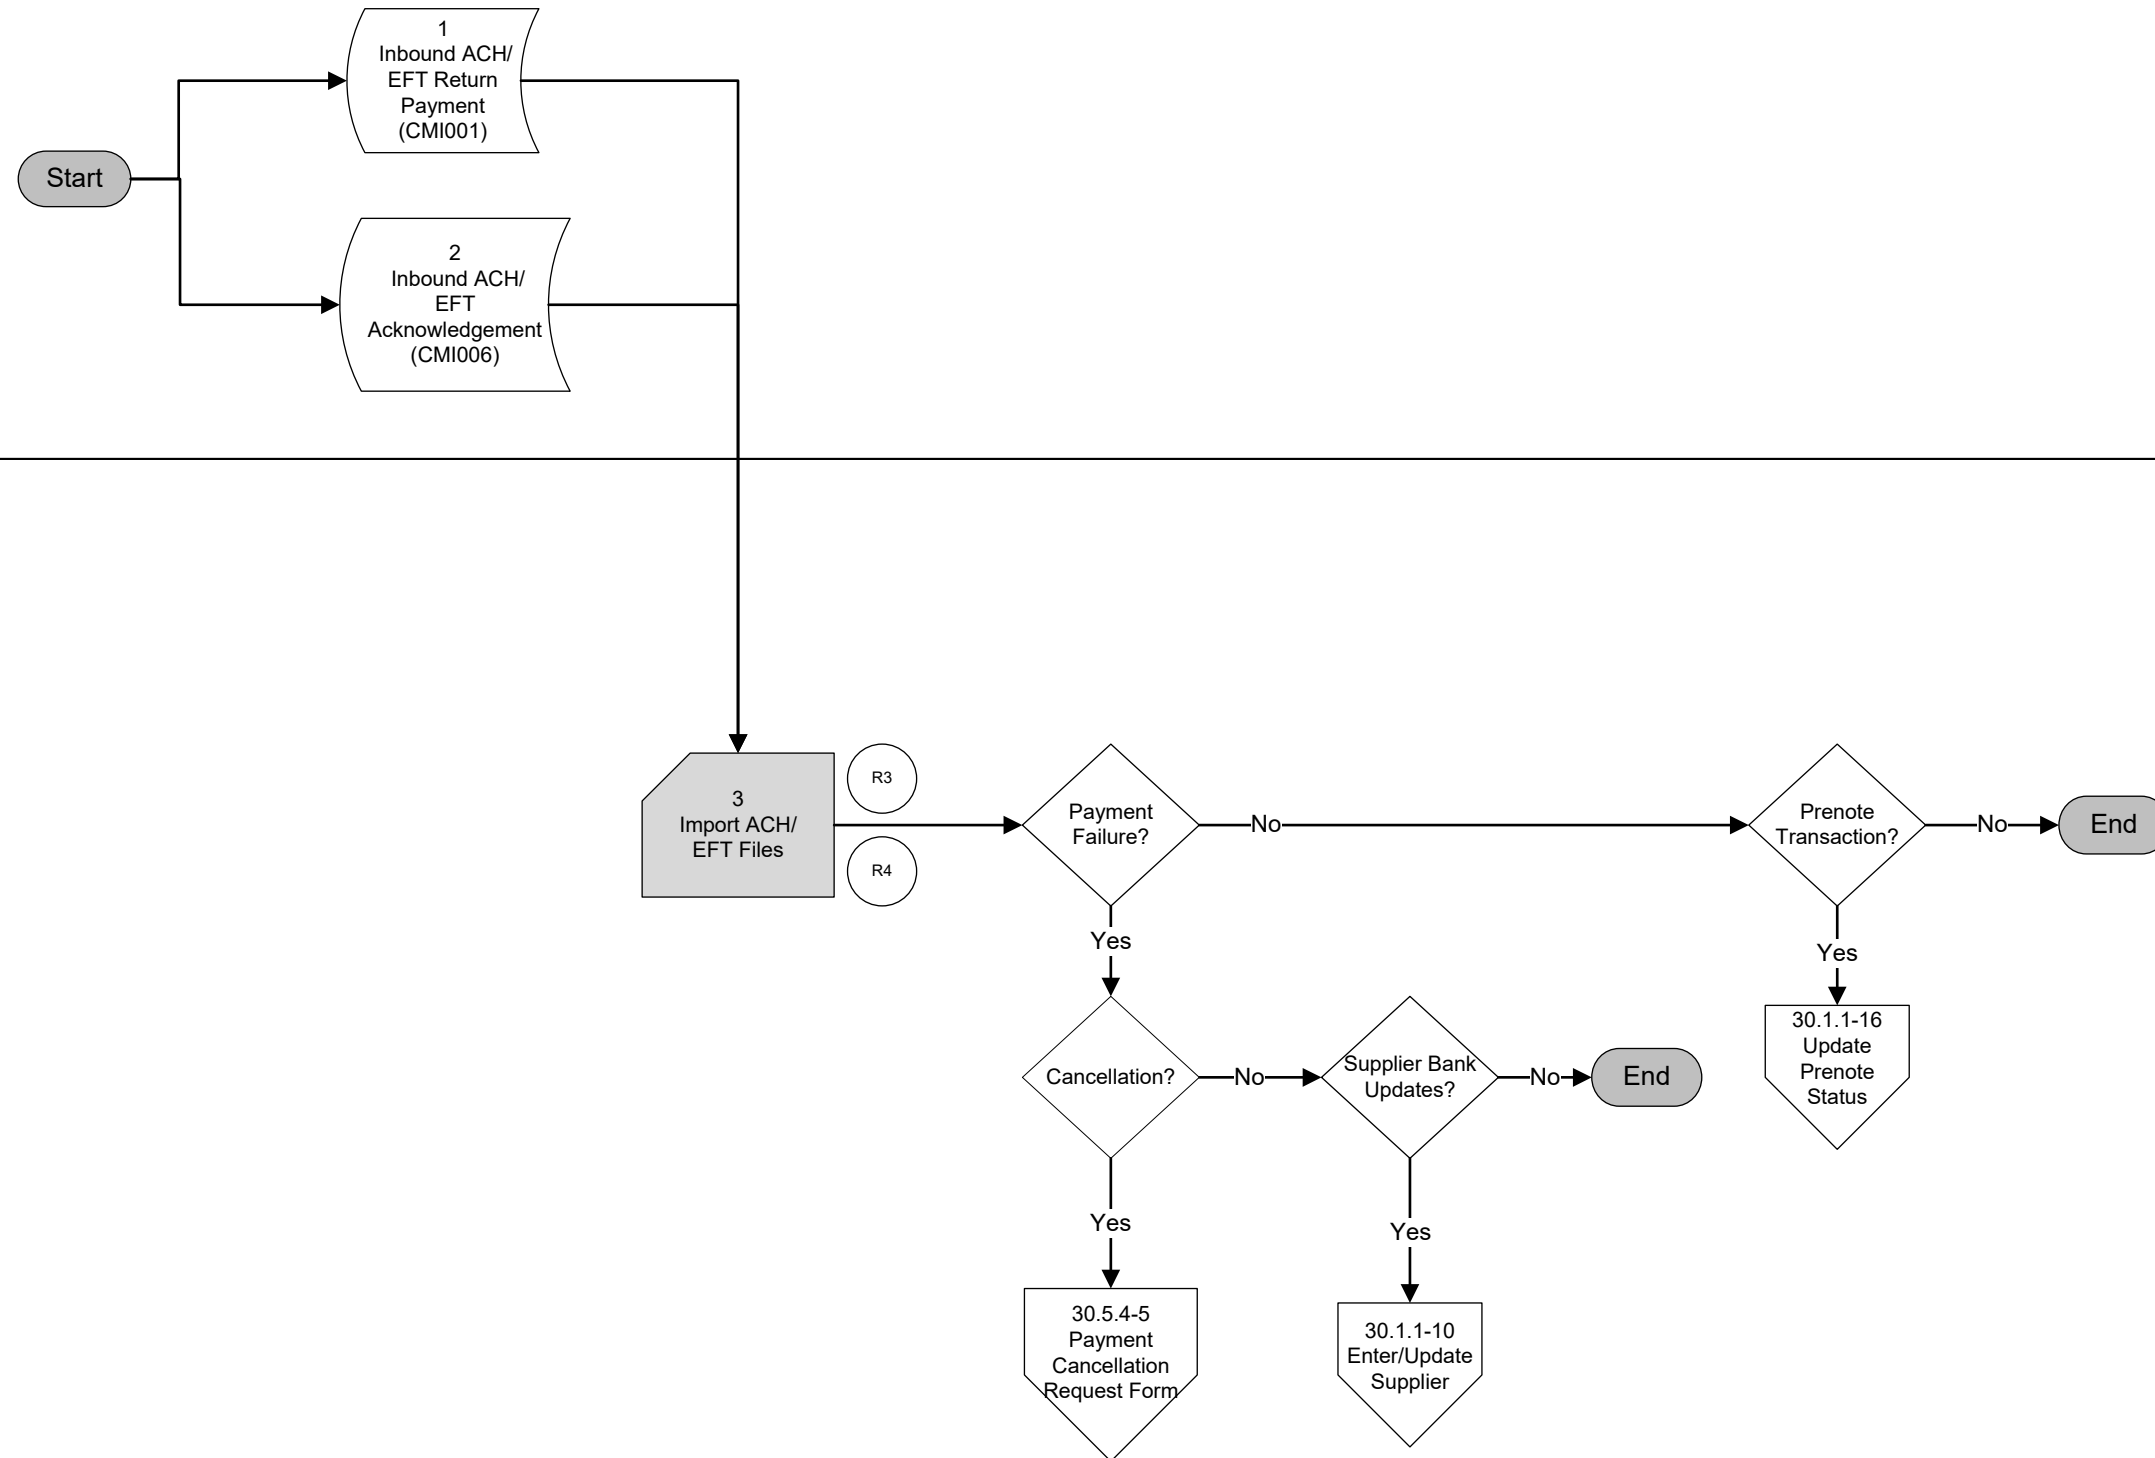 1
Inbound ACH/
EFT Return
Payment
(CMI001)
Start
2
Inbound ACH/
EFT
Acknowledgement
(CMI006)
3
Import ACH/
EFT Files
R3
R4
Payment
Failure?
No
Prenote
Transaction?
No
End
Yes
Yes
Cancellation?
No
Supplier Bank
Updates?
No
End
30.1.1-16
Update
Prenote
Status
Yes
Yes
30.5.4-5
Payment
Cancellation
Request Form
30.1.1-10
Enter/Update
Supplier